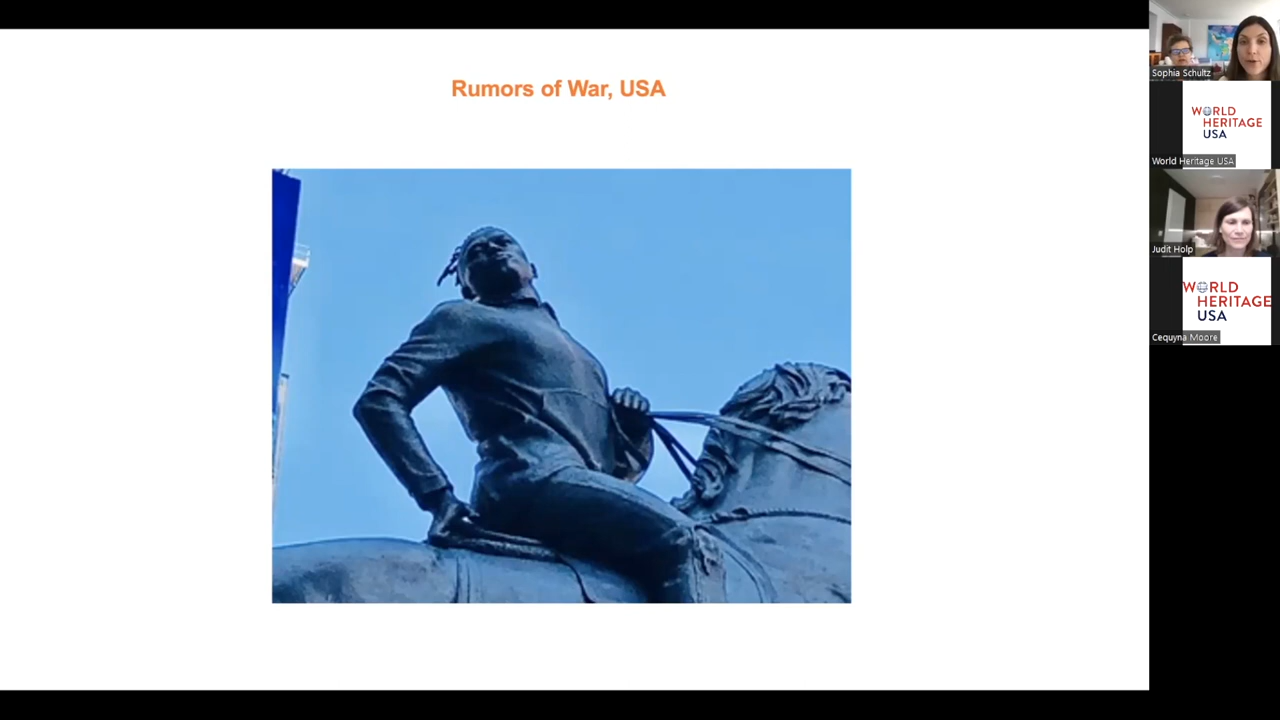 Rumors of War, USA
Sophia Schultz
WORLD
HERITAGE
USA
World Heritage USA
Judit Holp
WORLD
HERITAGE
USA
Cequyna Moore